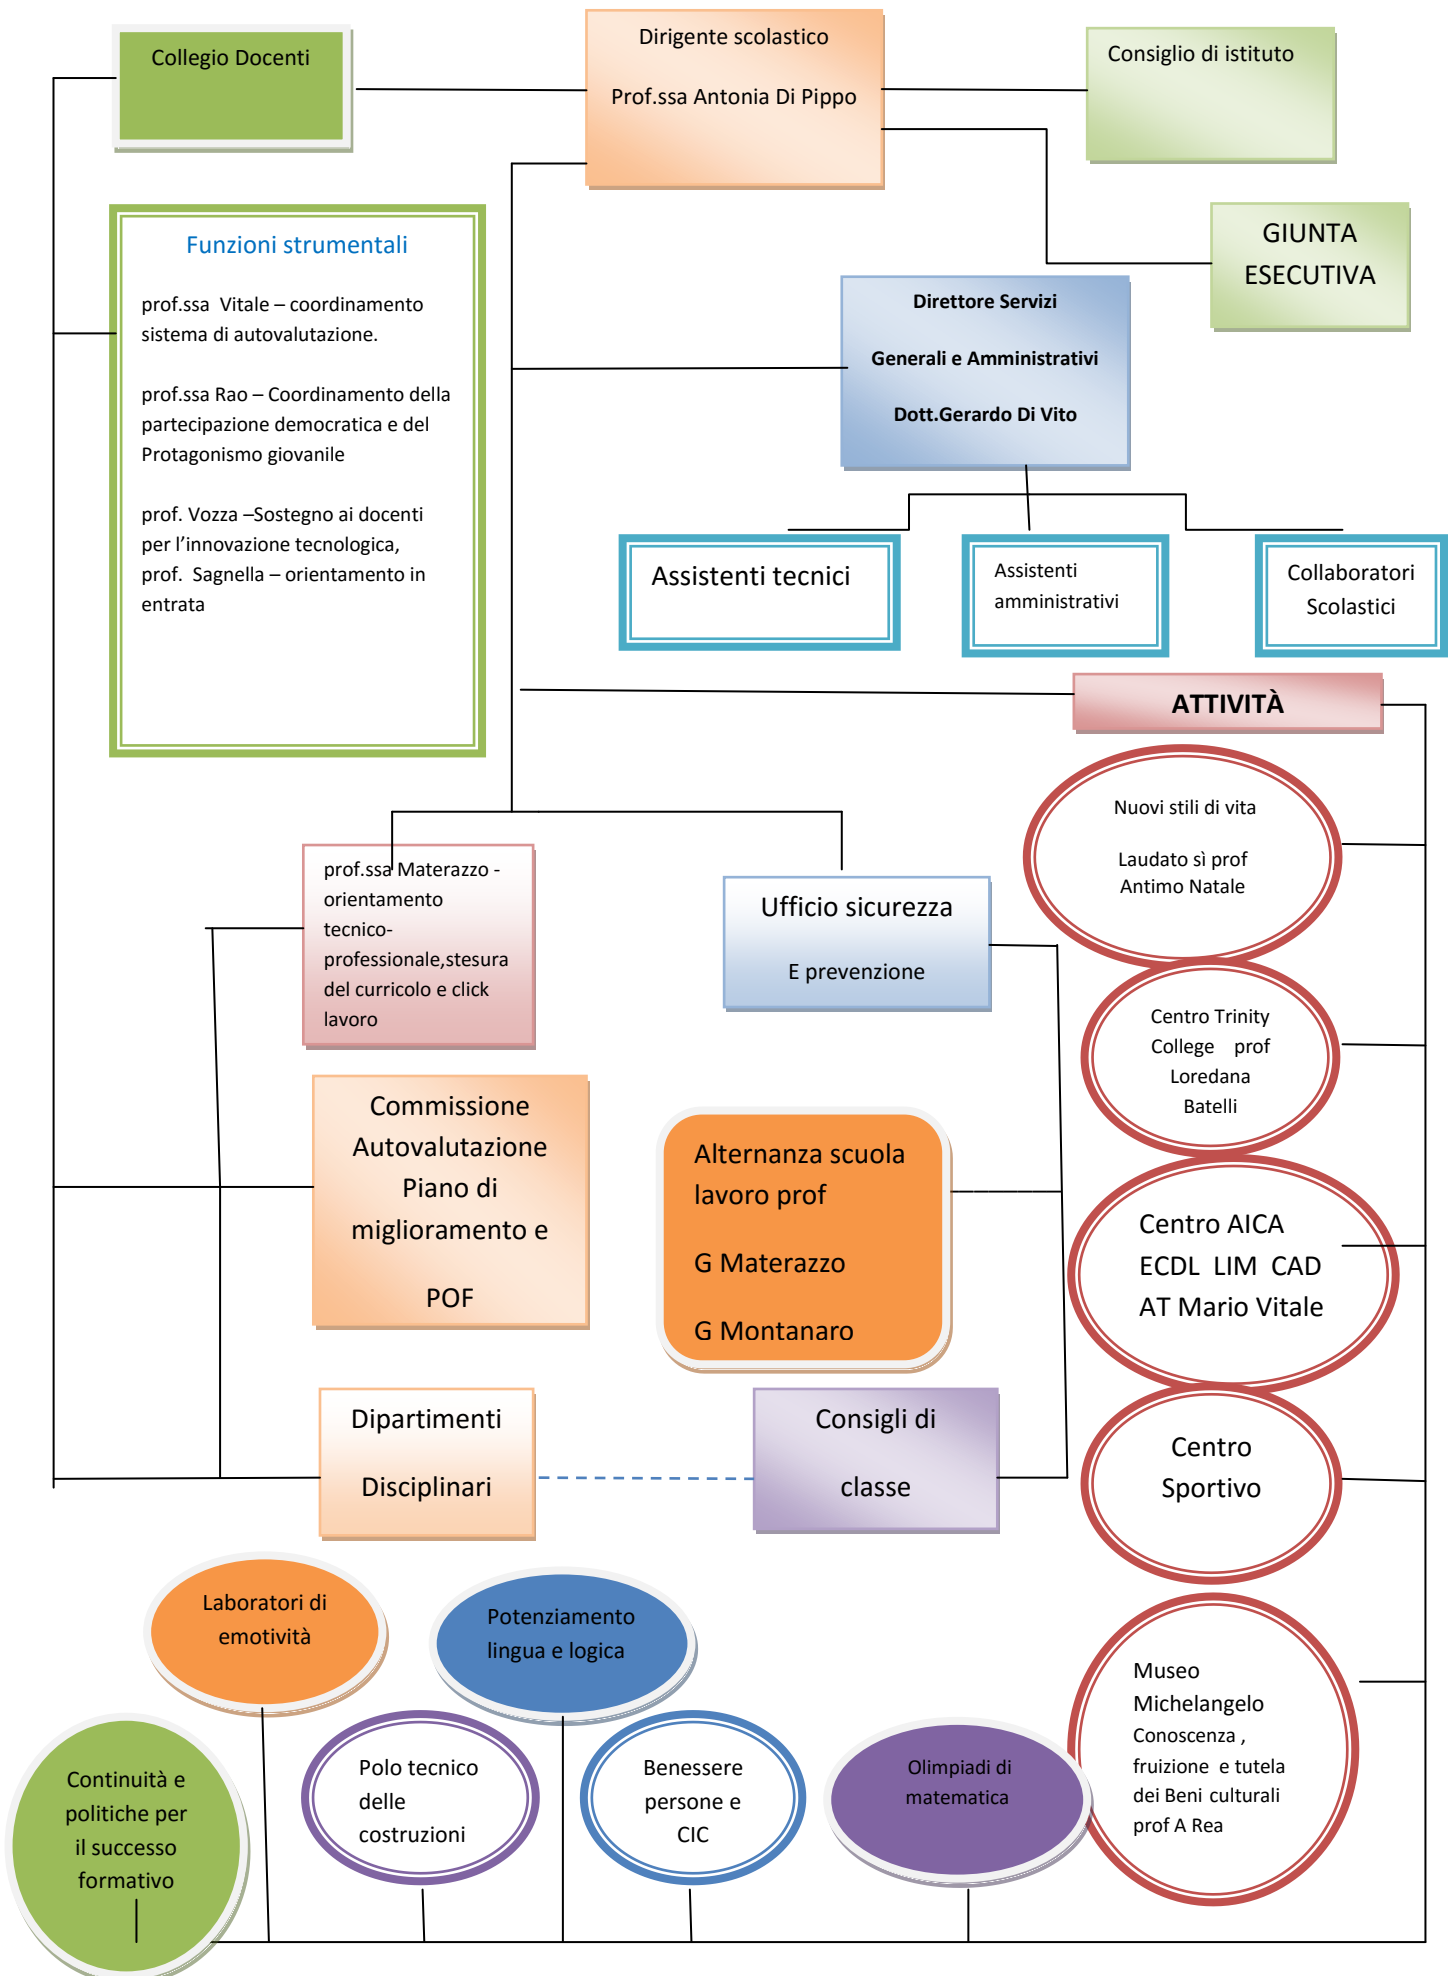 Collegio Docenti
Dirigente scolastico
Prof.ssa Antonia Di Pippo
Consiglio di istituto
GIUNTA
ESECUTIVA
Funzioni strumentali
prof.ssa  Vitale – coordinamento
sistema di autovalutazione.
prof.ssa Rao – Coordinamento della
partecipazione democratica e del
Protagonismo giovanile
prof. Vozza –Sostegno ai docenti
per l'innovazione tecnologica,
prof.  Sagnella – orientamento in
entrata
Direttore Servizi
Generali e Amministrativi
Dott.Gerardo Di Vito
Assistenti tecnici
Assistenti
amministrativi
Collaboratori
Scolastici
ATTIVITÀ
Nuovi stili di vita
Laudato sì prof
Antimo Natale
prof.ssa Materazzo -
orientamento
tecnico-
professionale,stesura
del curricolo e click
lavoro
Ufficio sicurezza
E prevenzione
Centro Trinity
College   prof
Loredana
Batelli
Commissione
Autovalutazione
Piano di
miglioramento e
POF
Alternanza scuola
lavoro prof
G Materazzo
G Montanaro
Centro AICA
ECDL  LIM  CAD
AT Mario Vitale
Dipartimenti
Disciplinari
Consigli di
classe
Centro
Sportivo
Laboratori di
emotività
Potenziamento
lingua e logica
Museo
Michelangelo
Conoscenza ,
fruizione  e tutela
dei Beni  culturali
prof A Rea
Continuità e
politiche per
il successo
formativo
Polo tecnico
delle
costruzioni
Benessere
persone e
CIC
Olimpiadi di
matematica